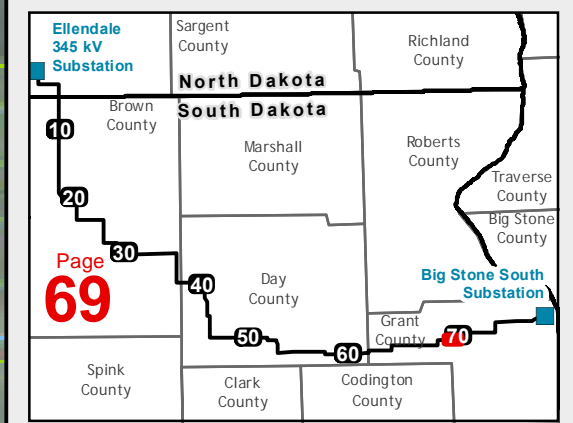 Ellendale
345 kV
Substation
Sargent
County
Richland
County
North Dakota
South Dakota
Brown
County
10
Marshall
County
Roberts
County
Traverse
County
20
Big Stone
County
30
Page
69
40
Day
County
Big Stone South
Substation
50
60
Grant
County
70
Spink
County
Clark
County
Codington
County